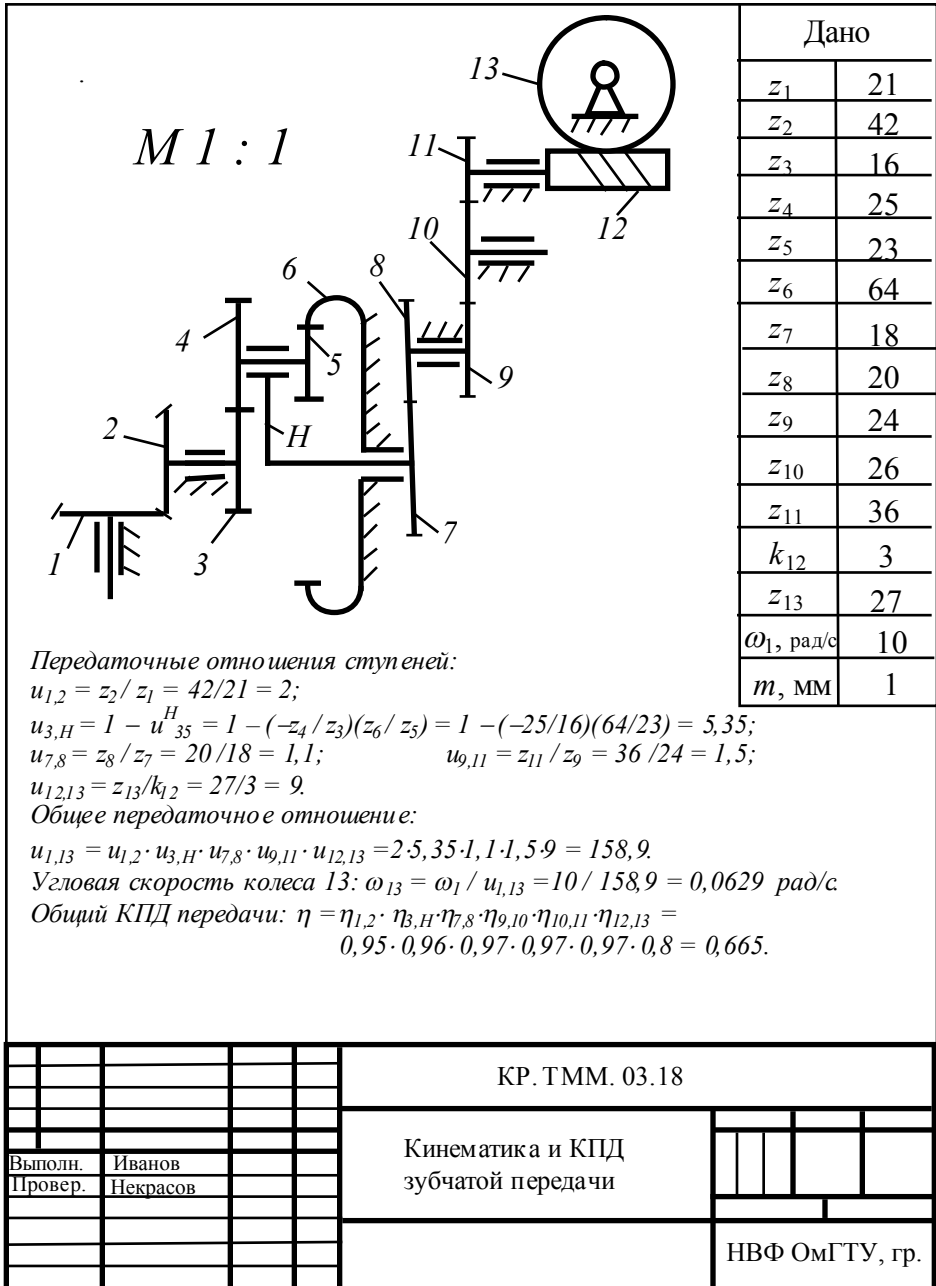 М 1 : 1
13
11
12
10
8
6
4
5
9
2
H
7
1
3
Дано
z1 21
z2 42
z3 16
z4 25
z5 23
z6 64
z7 18
z8 20
z9 24
z10 26
z11 36
k12 3
z13 27
ω1, рад/с 10
m, мм 1
Передаточные отношения ступеней:
u1,2 = z2 / z1 = 42/21 = 2;
u3,H = 1 – u^H35 = 1 – (–z4 / z3)(z6 / z5) = 1 –(–25/16)(64/23) = 5,35;
u7,8 = z8 / z7 = 20 /18 = 1,1; u9,11 = z11 / z9 = 36 /24 = 1,5;
u12,13 = z13/k12 = 27/3 = 9.
Общее передаточное отношение:
u1,13 = u1,2 · u3,H · u7,8 · u9,11 · u12,13 =2·5,35·1,1·1,5·9 = 158,9.
Угловая скорость колеса 13: ω13 = ω1 / u1,13 =10 / 158,9 = 0,0629 рад/с.
Общий КПД передачи: η =η1,2· η3,H·η7,8·η9,10·η10,11·η12,13 =
0,95· 0,96· 0,97· 0,97· 0,97· 0,8 = 0,665.
КР. ТММ. 03.18
Кинематика и КПД
зубчатой передачи
Выполн. Иванов
Провер. Некрасов
НВФ ОмГТУ, гр.